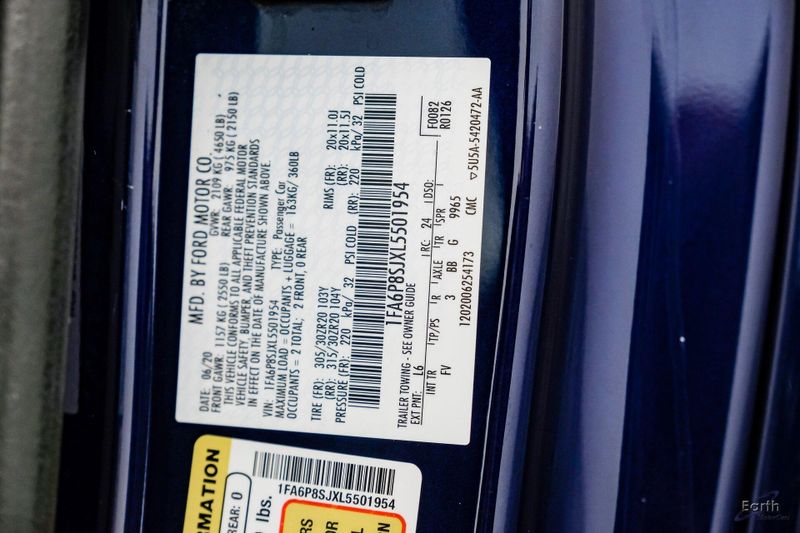 MFD. BY FORD MOTOR CO.
DATE: 06/20 GVWR: 2109 KG (4650 LB)
FRONT GAWR: 1157 KG (2550 LB) REAR GAWR: 975 KG (2150 LB)
THIS VEHICLE CONFORMS TO ALL APPLICABLE FEDERAL MOTOR
VEHICLE SAFETY, BUMPER, AND THEFT PREVENTION STANDARDS
IN EFFECT ON THE DATE OF MANUFACTURE SHOWN ABOVE.
VIN: 1FA6P8SJXL5501954 TYPE: Passenger Car
MAXIMUM LOAD = OCCUPANTS + LUGGAGE = 163KG/ 360LB
OCCUPANTS = 2 TOTAL; 2 FRONT, 0 REAR
TIRE (FR): 305/30ZR20 103Y RIMS (FR): 20x11.0J
(RR): 315/30ZR20 104Y (RR): 20x11.5J
PRESSURE (FR): 220 kPa/ 32 PSI COLD (RR): 220 kPa/ 32 PSI COLD
1FA6P8SJXL5501954
TRAILER TOWING - SEE OWNER GUIDE
F0082
R0126
EXT PNT: L6 RC: 24 DSO:
INT TR TP/PS R AXLE TR SPR
FV 3 BB G 9965
1202006254173 CMC ▽5U5A-5420472-AA
RMATION
REAR: 0
lbs.
1FA6P8SJXL5501954
Earth
MotorCars